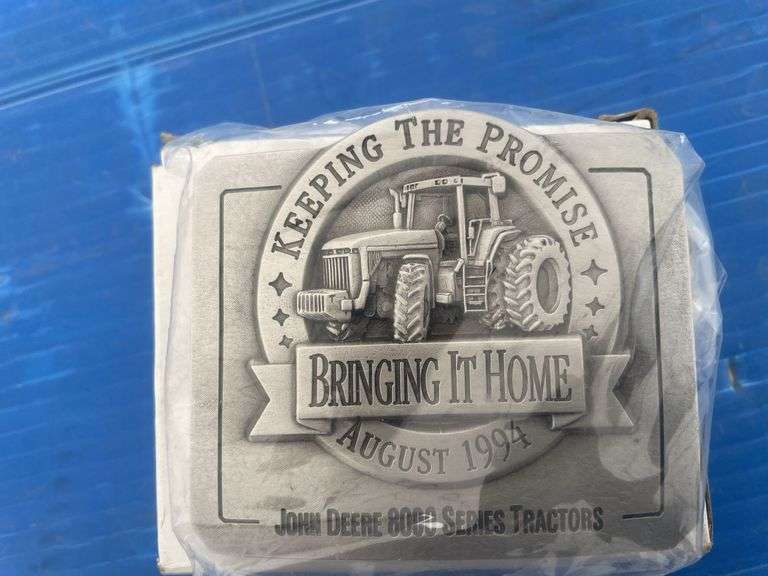 KEEPING THE PROMISE
BRINGING IT HOME
AUGUST 1994
JOHN DEERE 8000 SERIES TRACTORS